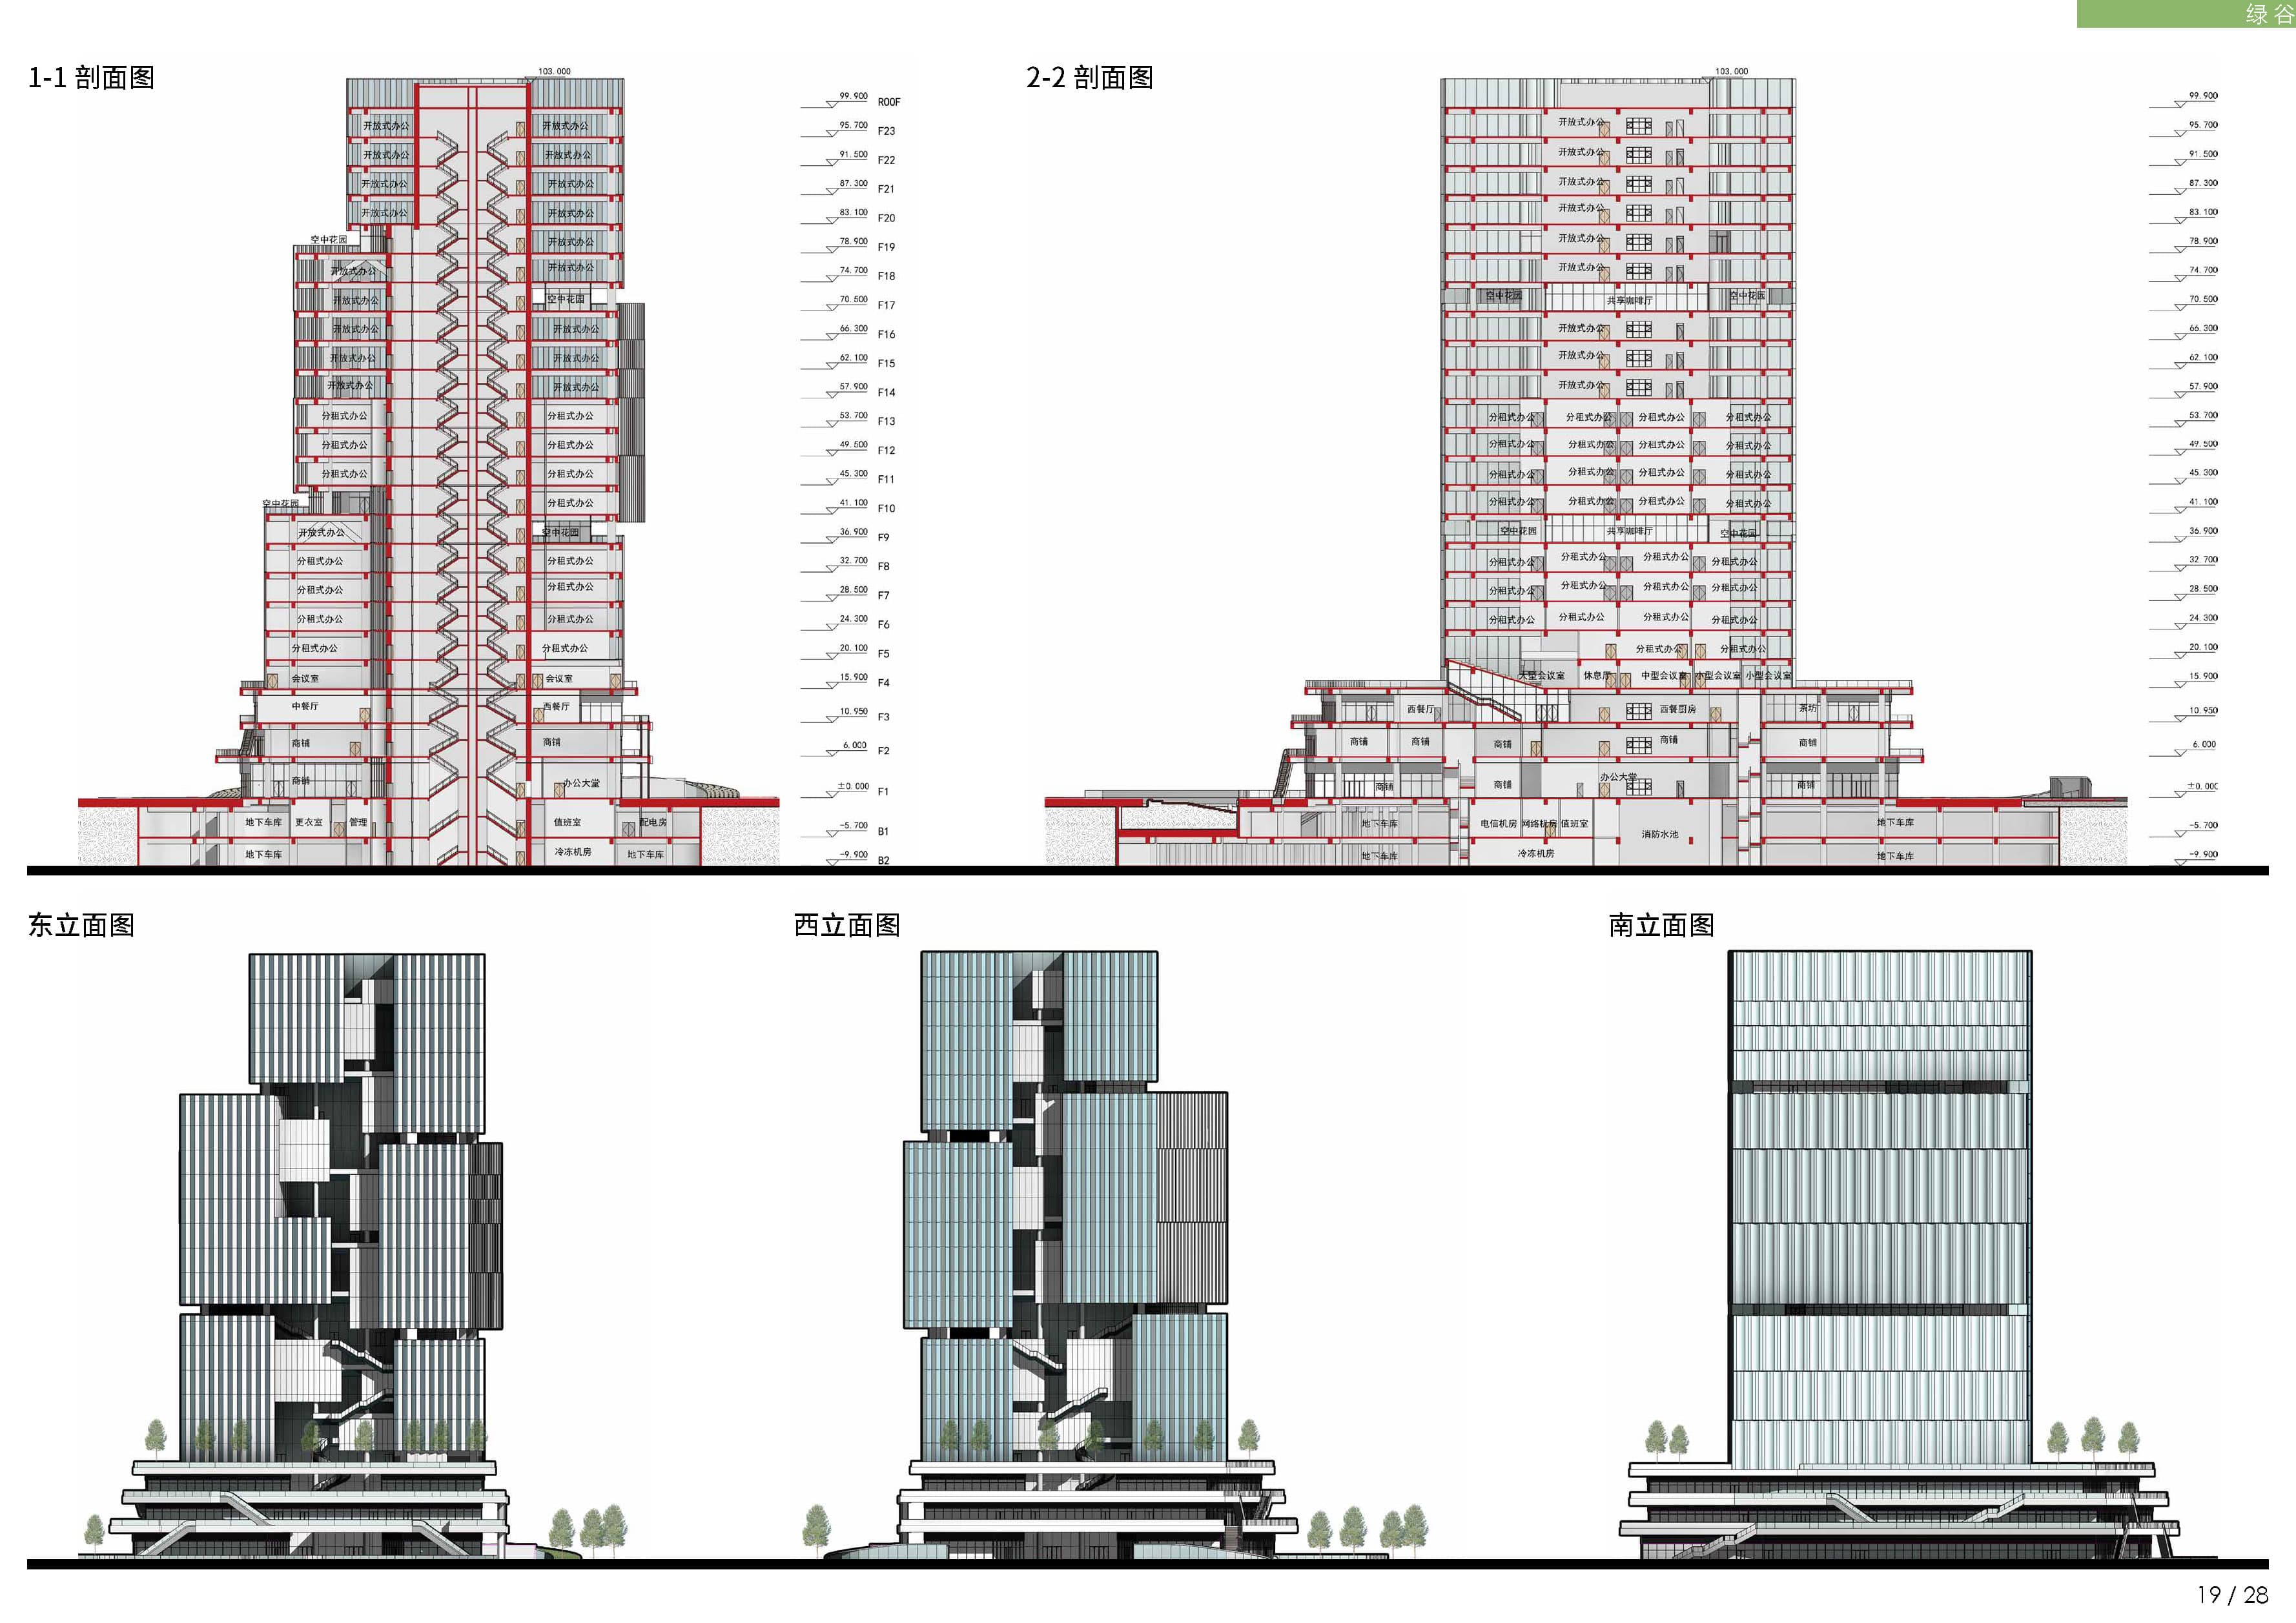 绿谷
1-1 剖面图
103.000
开放式办公 开放式办公
开放式办公 开放式办公
开放式办公 开放式办公
开放式办公 开放式办公
空中花园 开放式办公
开放式办公 开放式办公
开放式办公 空中花园
开放式办公 开放式办公
开放式办公 开放式办公
开放式办公 开放式办公
分租式办公 分租式办公
分租式办公 分租式办公
分租式办公 分租式办公
空中花园 分租式办公
开放式办公 空中花园
分租式办公 分租式办公
分租式办公 分租式办公
分租式办公 分租式办公
分租式办公 分租式办公
会议室 会议室
中餐厅 西餐厅
商铺 商铺
商铺 办公大堂
地下车库 更衣室 管理 值班室 配电房
地下车库 冷冻机房 地下车库
99.900 ROOF
95.700 F23
91.500 F22
87.300 F21
83.100 F20
78.900 F19
74.700 F18
70.500 F17
66.300 F16
62.100 F15
57.900 F14
53.700 F13
49.500 F12
45.300 F11
41.100 F10
36.900 F9
32.700 F8
28.500 F7
24.300 F6
20.100 F5
15.900 F4
10.950 F3
6.000 F2
±0.000 F1
-5.700 B1
-9.900 B2
2-2 剖面图
103.000
开放式办公
开放式办公
开放式办公
开放式办公
开放式办公
开放式办公
空中花园 共享咖啡厅 空中花园
开放式办公
开放式办公
开放式办公
分租式办公 分租式办公 分租式办公 分租式办公
分租式办公 分租式办公 分租式办公 分租式办公
分租式办公 分租式办公 分租式办公 分租式办公
分租式办公 分租式办公 分租式办公 分租式办公
空中花园 共享咖啡厅 空中花园
分租式办公 分租式办公 分租式办公 分租式办公
分租式办公 分租式办公 分租式办公 分租式办公
分租式办公 分租式办公 分租式办公 分租式办公
分租式办公 分租式办公
大型会议室 休息厅 中型会议室 小型会议室 小型会议室
西餐厅 西餐厨房 茶坊
商铺 商铺 商铺 商铺 商铺
商铺 商铺 办公大堂 商铺
地下车库 电信机房 网络机房 值班室 消防水池 地下车库
地下车库 冷冻机房 地下车库
99.900
95.700
91.500
87.300
83.100
78.900
74.700
70.500
66.300
62.100
57.900
53.700
49.500
45.300
41.100
36.900
32.700
28.500
24.300
20.100
15.900
10.950
6.000
±0.000
-5.700
-9.900
东立面图
西立面图
南立面图
19 / 28